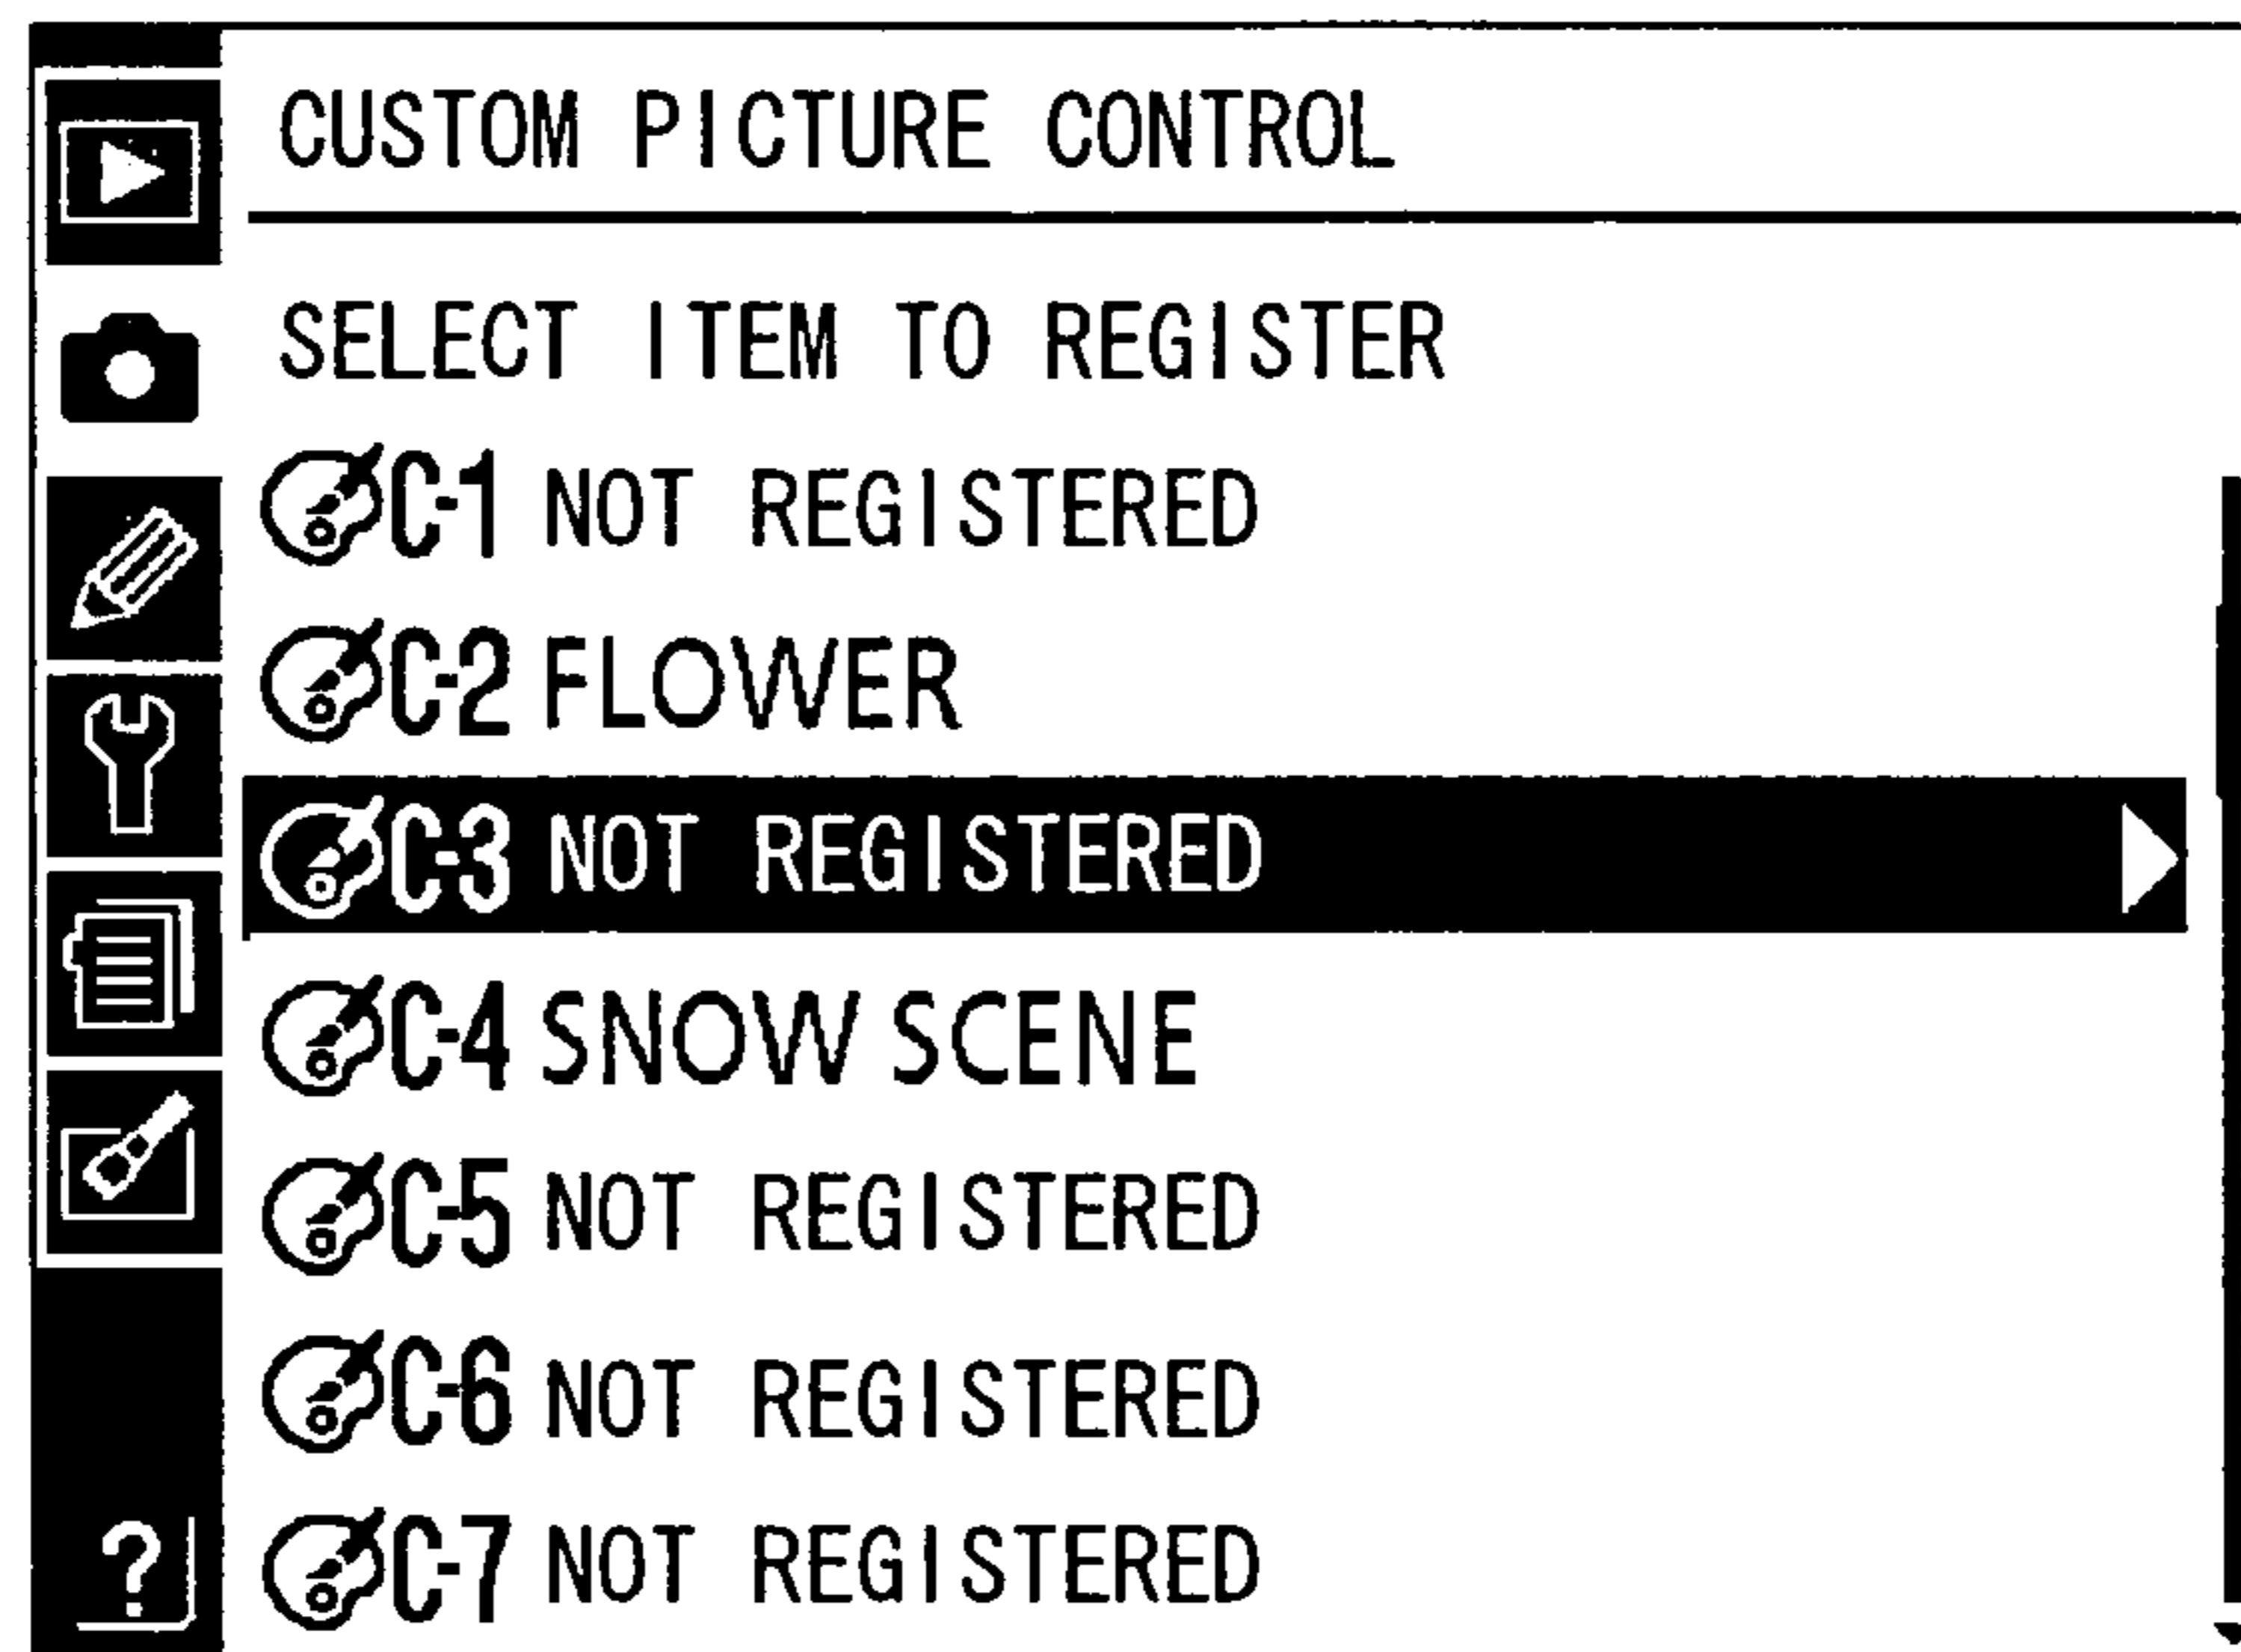 CUSTOM PICTURE CONTROL
SELECT ITEM TO REGISTER
C-1 NOT REGISTERED
C-2 FLOWER
C-3 NOT REGISTERED
C-4 SNOW SCENE
C-5 NOT REGISTERED
C-6 NOT REGISTERED
C-7 NOT REGISTERED
?